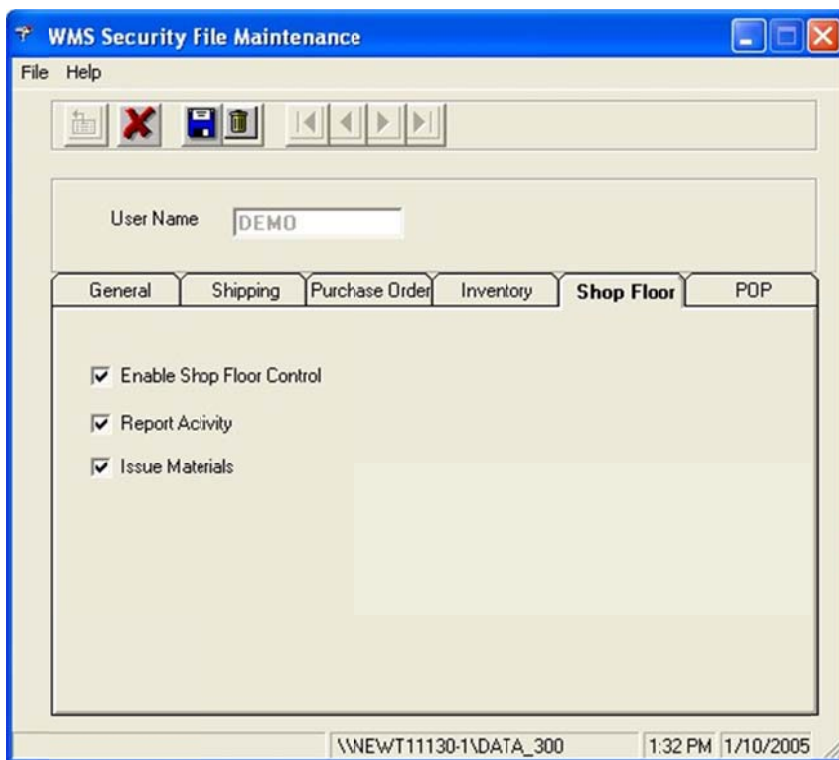 WMS Security File Maintenance
File Help
User Name DEMO
General Shipping Purchase Order Inventory Shop Floor POP
Enable Shop Floor Control
Report Acivity
Issue Materials
\\NEWT11130-1\DATA_300 1:32 PM 1/10/2005